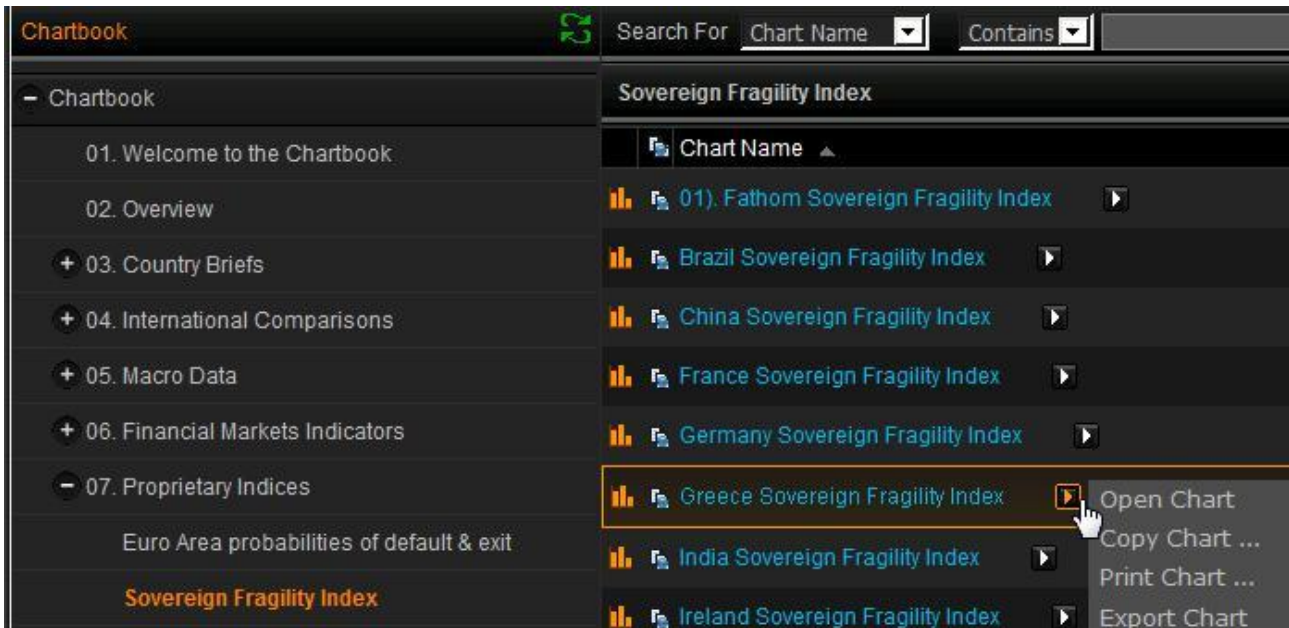 Chartbook
Search For Chart Name Contains
Chartbook
01. Welcome to the Chartbook
02. Overview
03. Country Briefs
04. International Comparisons
05. Macro Data
06. Financial Markets Indicators
07. Proprietary Indices
Euro Area probabilities of default & exit
Sovereign Fragility Index
Sovereign Fragility Index
Chart Name
01). Fathom Sovereign Fragility Index
Brazil Sovereign Fragility Index
China Sovereign Fragility Index
France Sovereign Fragility Index
Germany Sovereign Fragility Index
Greece Sovereign Fragility Index
India Sovereign Fragility Index
Ireland Sovereign Fragility Index
Open Chart
Copy Chart ...
Print Chart ...
Export Chart